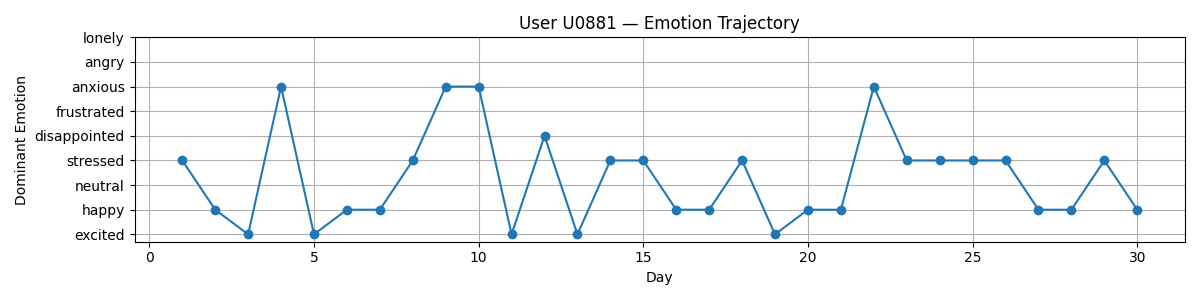 User U0881 — Emotion Trajectory
Dominant Emotion
lonely
angry
anxious
frustrated
disappointed
stressed
neutral
happy
excited
0 5 10 15 20 25 30
Day